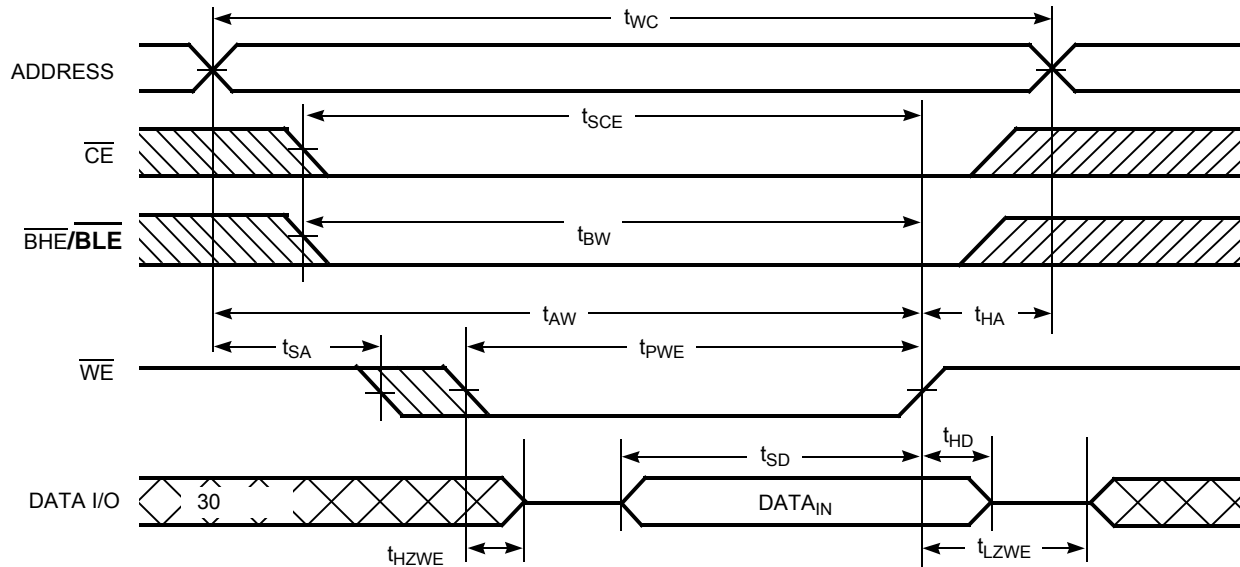 tWC
ADDRESS
tSCE
CE
tBW
BHE/BLE
tAW
tHA
tSA
tPWE
WE
tHD
tSD
DATA I/O
30
DATAIN
tHZWE
tLZWE